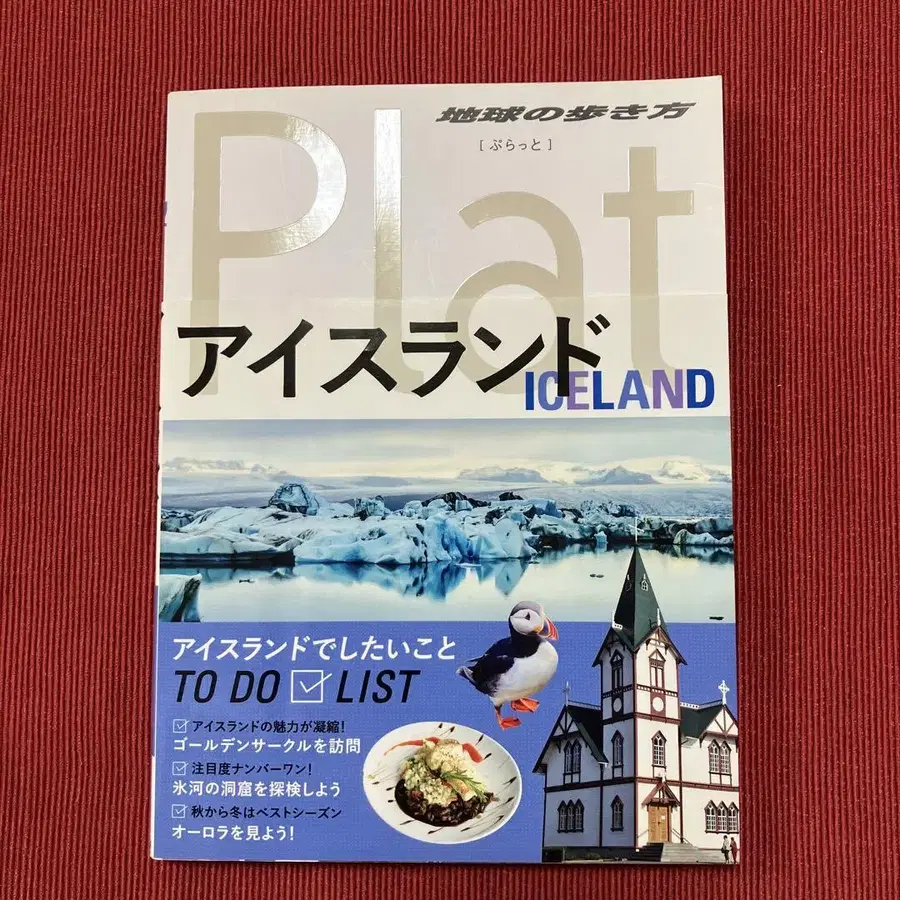 地球の歩き方
[ ぷらっと ]
Plat
アイスランド
ICELAND
アイスランドでしたいこと
TO DO LIST
アイスランドの魅力が凝縮!
ゴールデンサークルを訪問
注目度ナンバーワン!
氷河の洞窟を探検しよう
秋から冬はベストシーズン
オーロラを見よう!